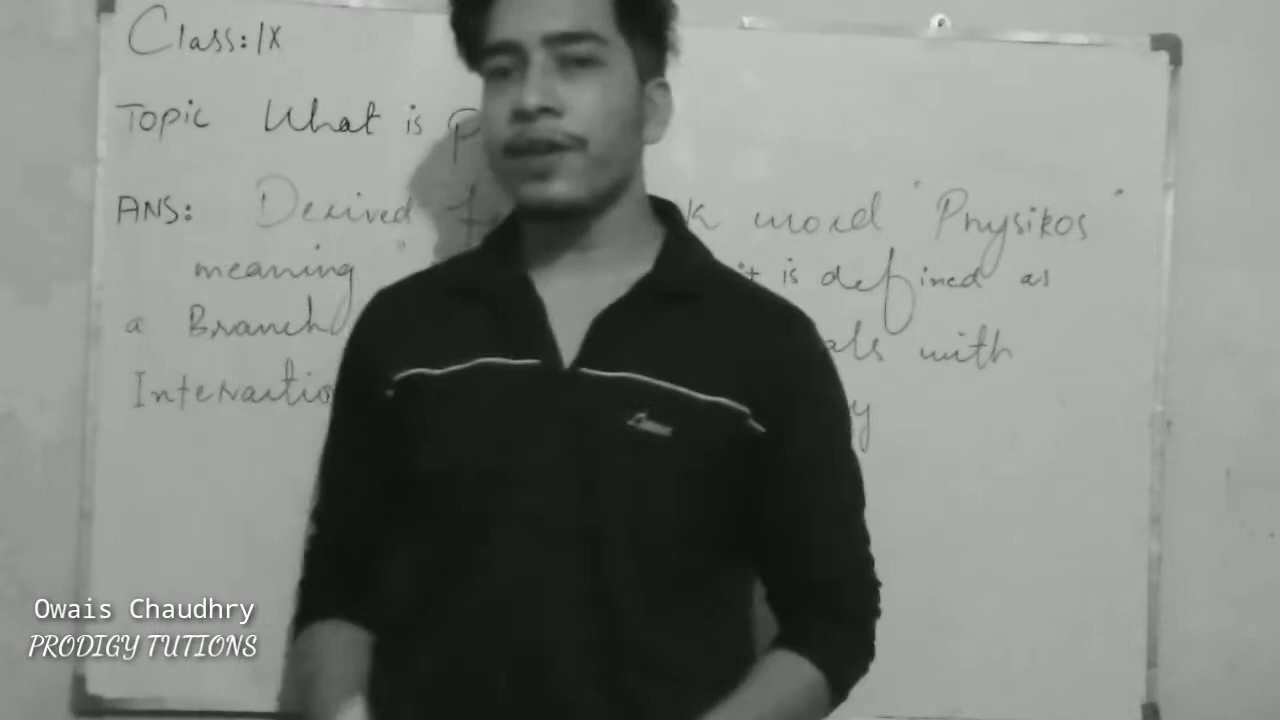 Class: IX
Topic What is P
ANS: Derived f k word "Physikos"
meaning " it is defined as
a Branch als with
Interactio y
Owais Chaudhry
PRODIGY TUTIONS